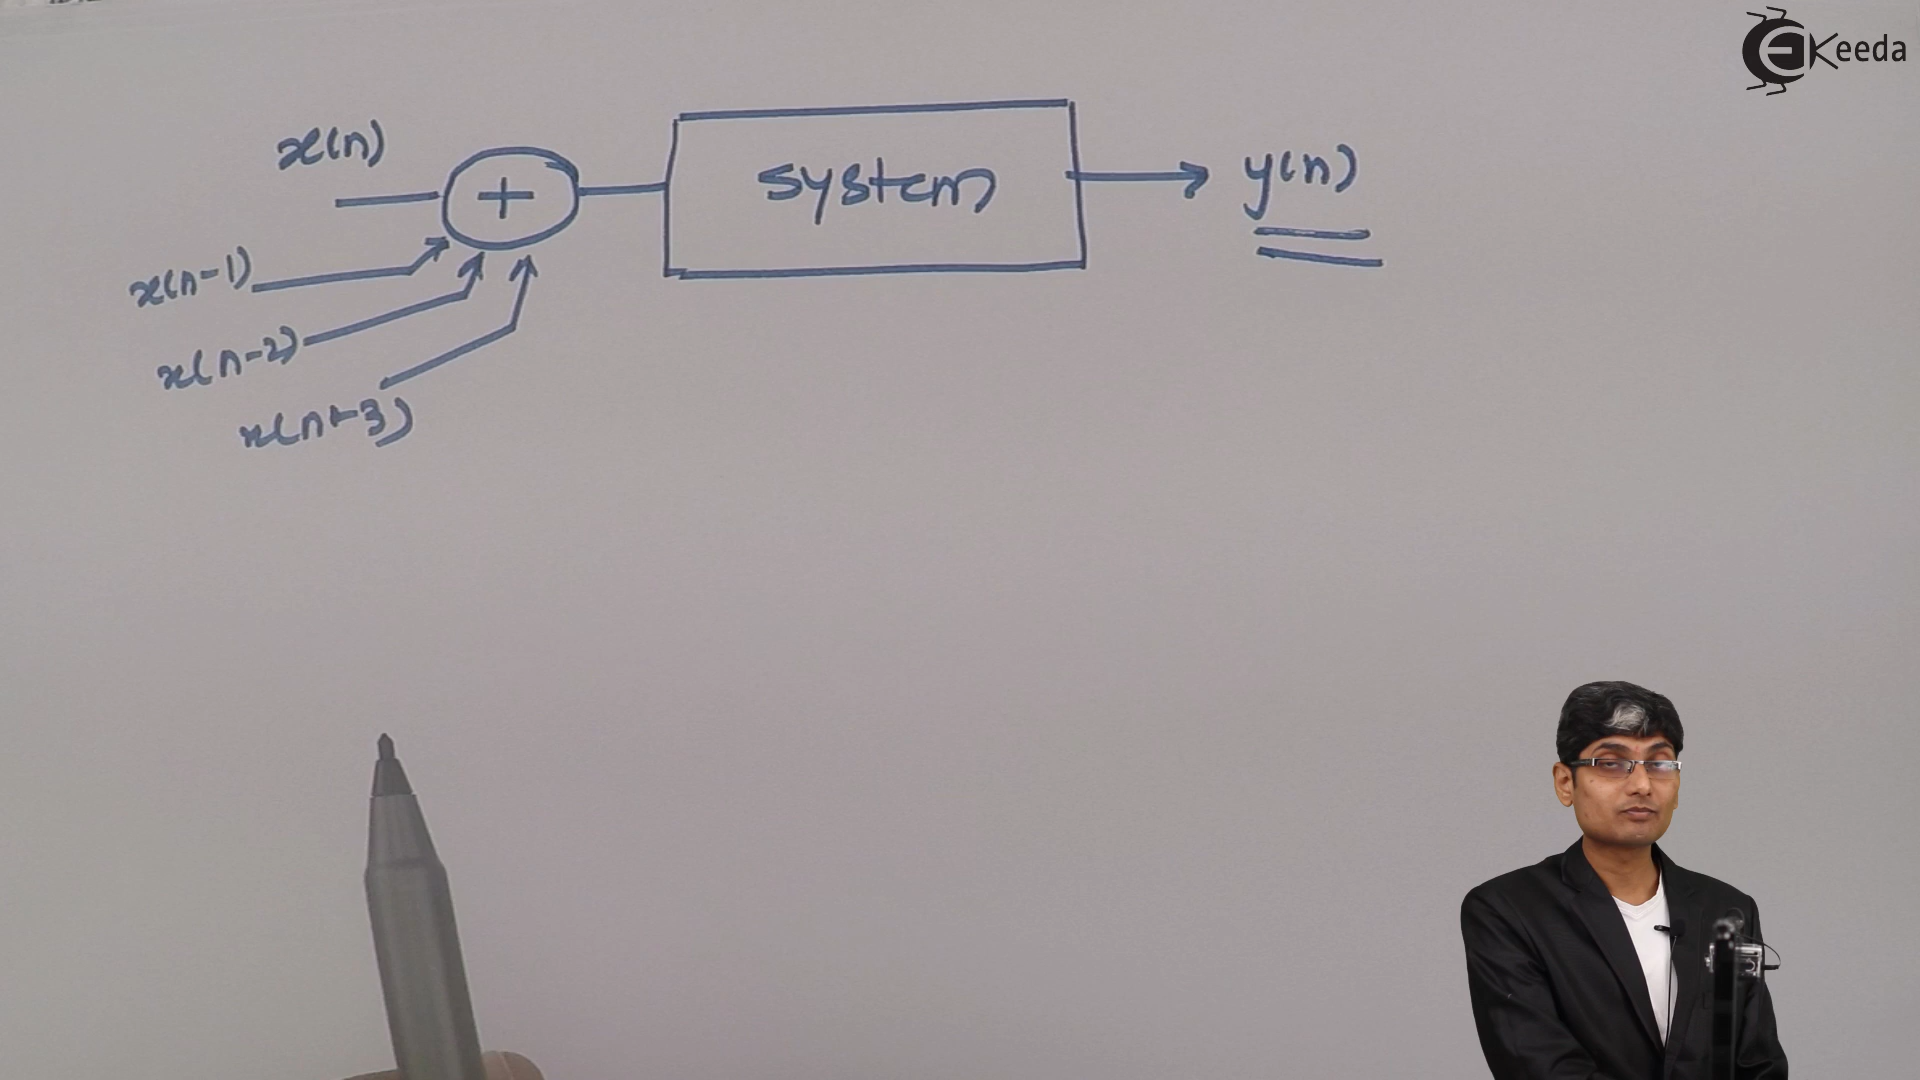 Keeda
x(n)
+
system
y(n)
x(n-1)
x(n-2)
x(n+3)